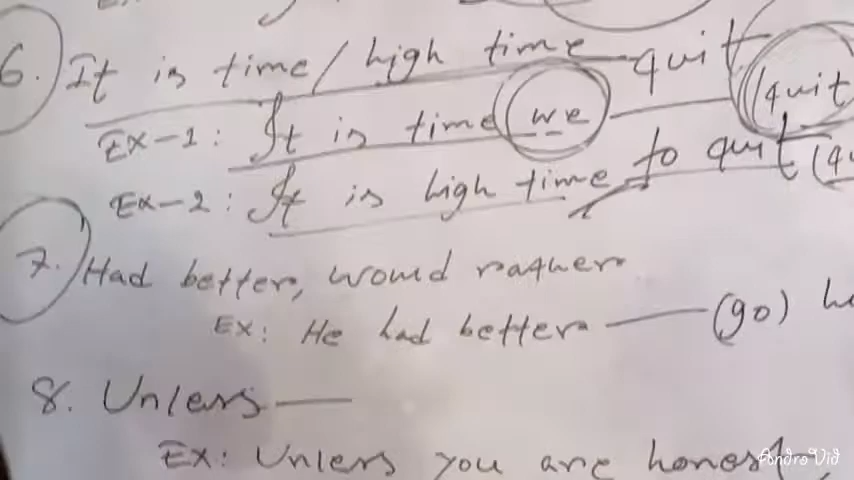 6. It is time/high time quit
Ex-1: It is time we (quit
Ex-2: It is high time to quit
7. Had better, would rather
Ex: He had better — (go)
8. Unless —
Ex: Unless you are honest,
AndroVid